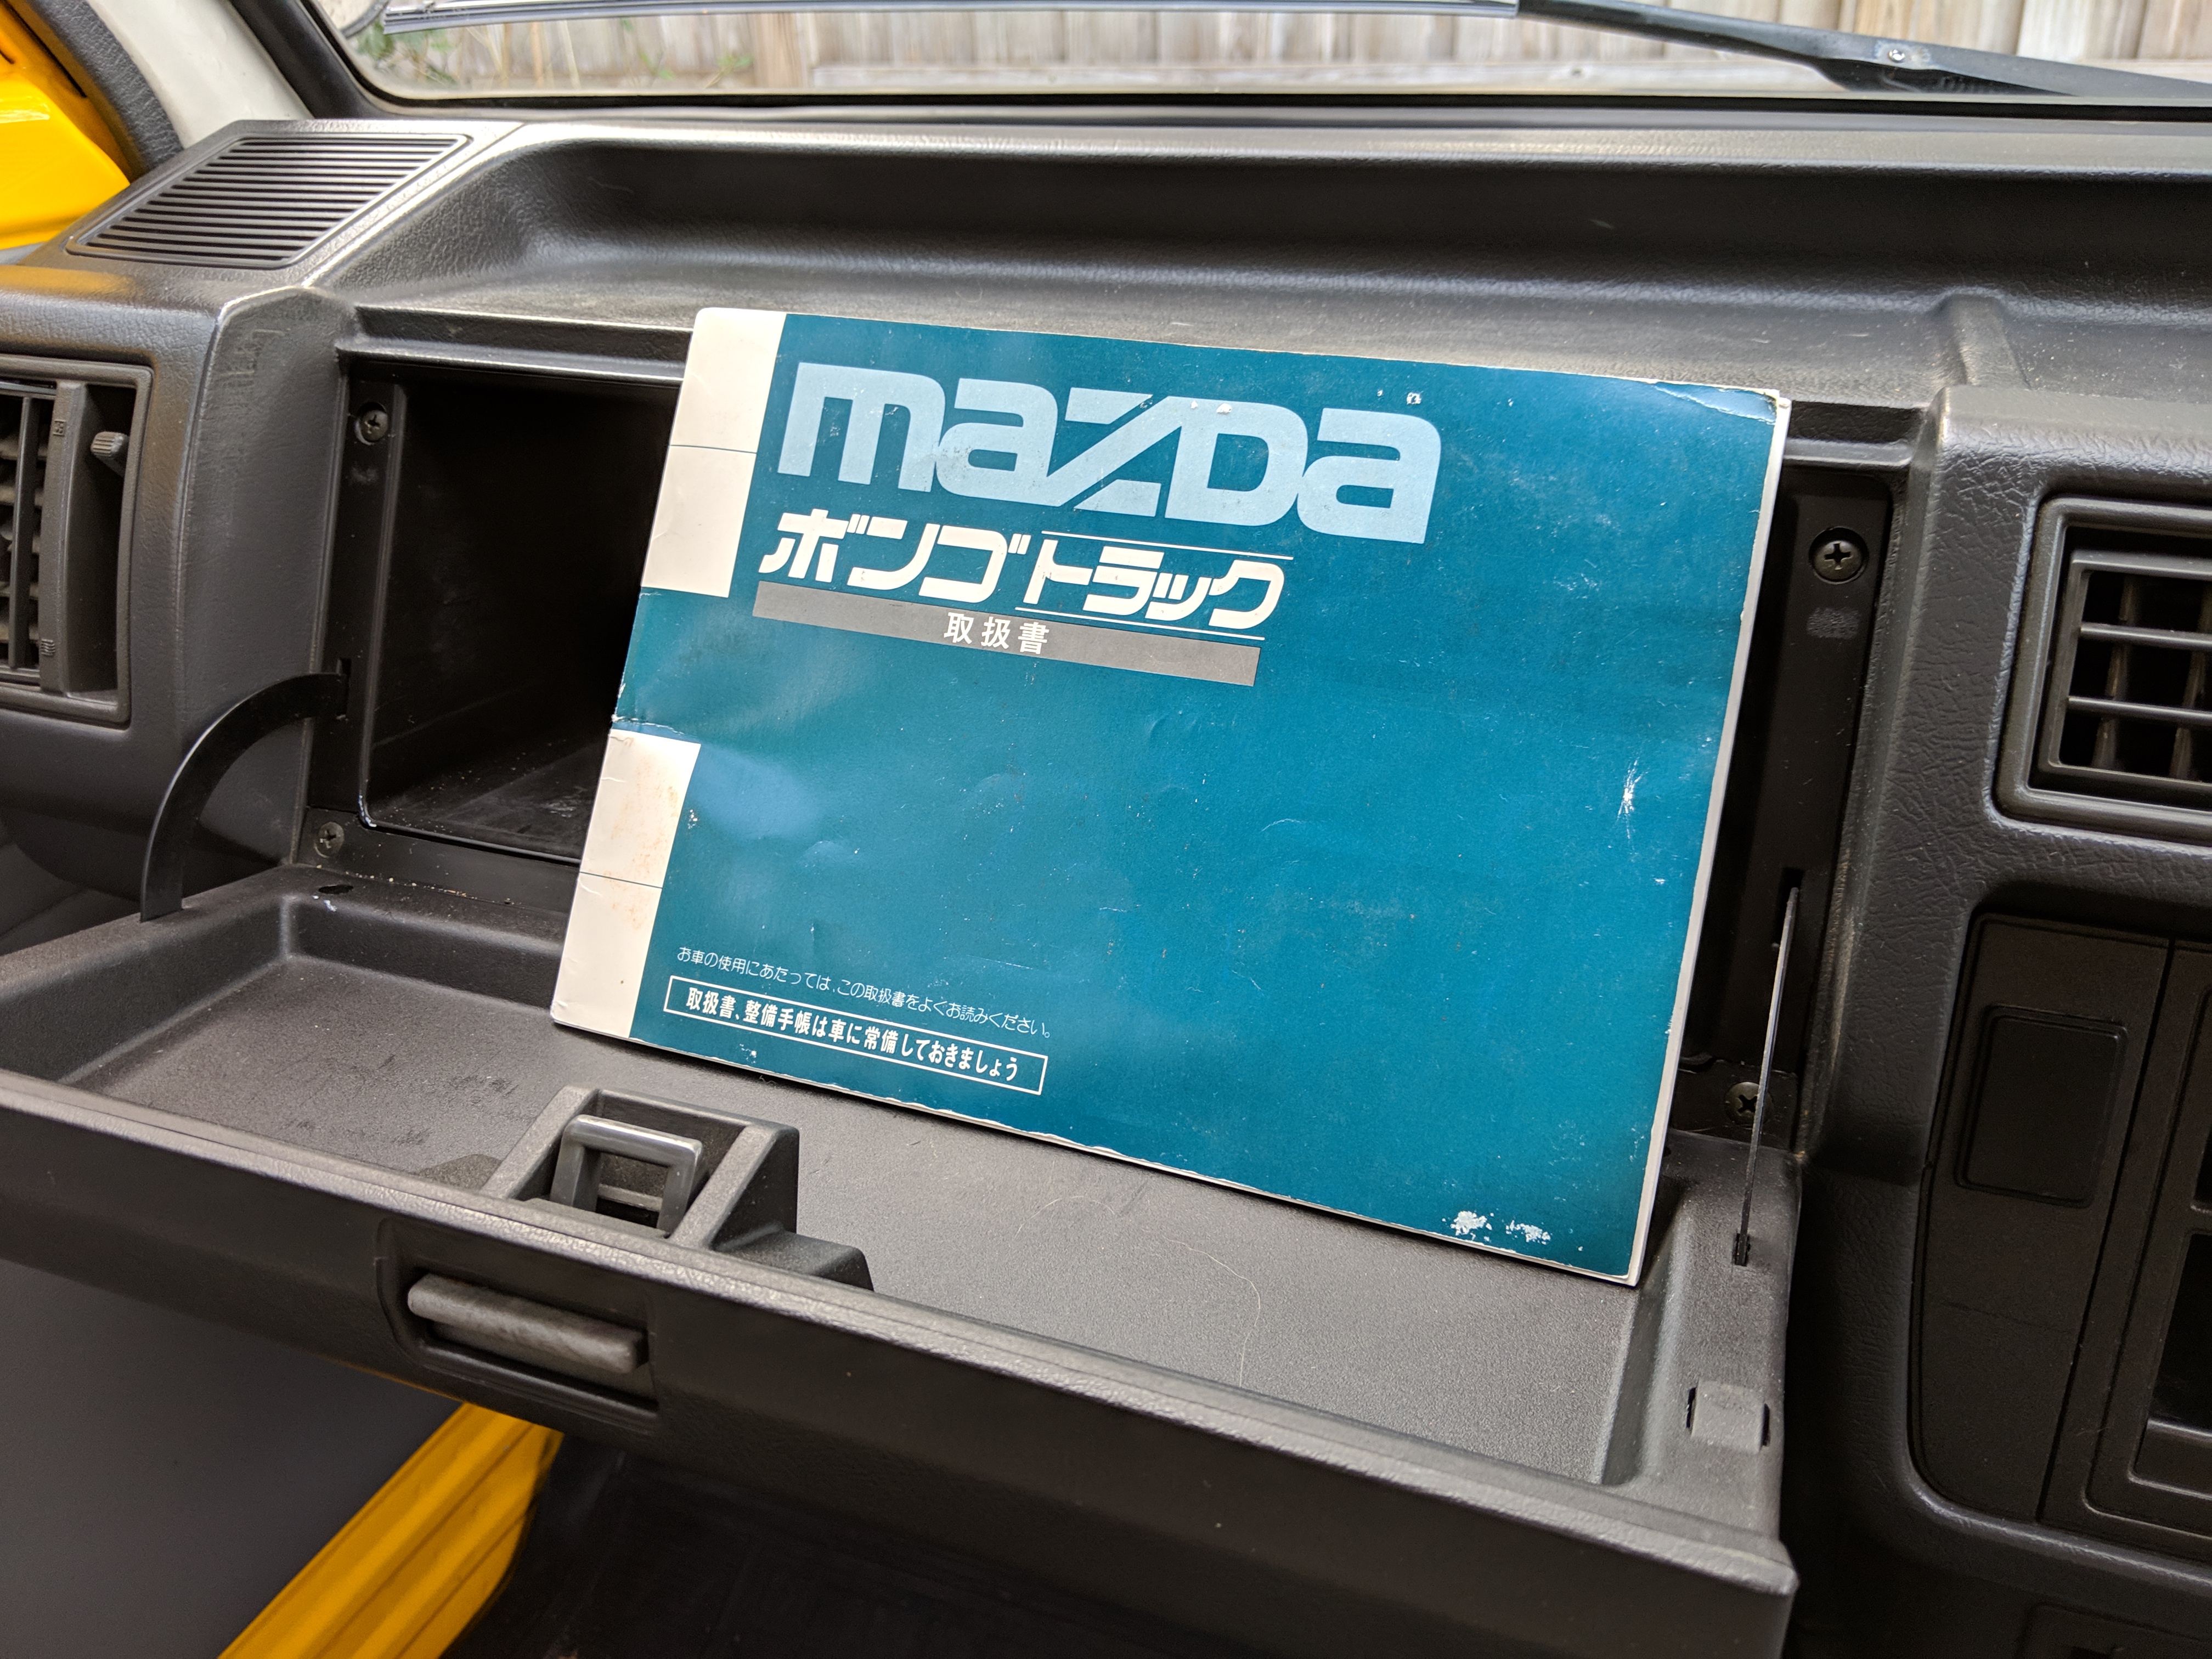 mazda
ボンゴトラック
取扱書
お車の使用にあたっては、この取扱書をよくお読みください。
取扱書、整備手帳は車に常備しておきましょう